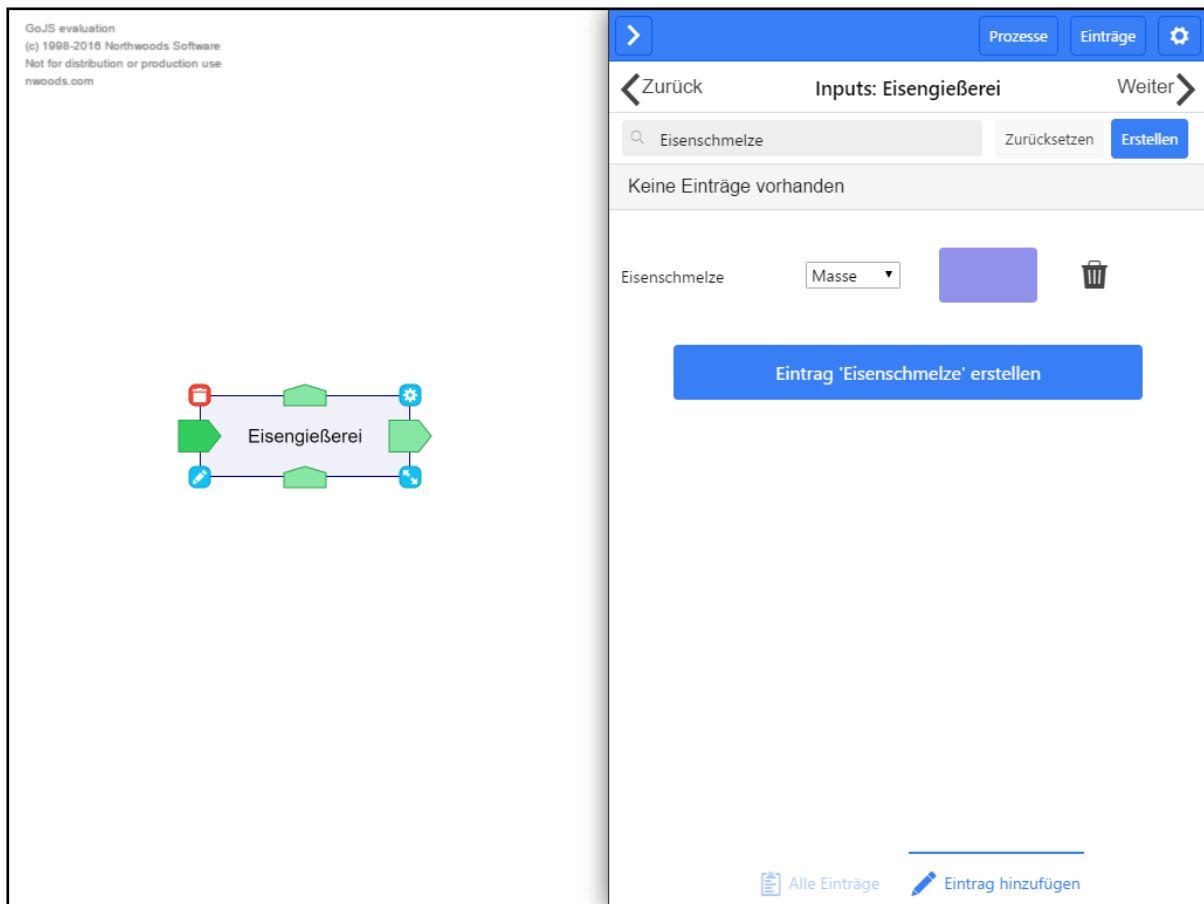 GoJS evaluation
(c) 1998-2016 Northwoods Software
Not for distribution or production use
nwoods.com
Eisengießerei
Prozesse
Einträge
Zurück
Inputs: Eisengießerei
Weiter
Eisenschmelze
Zurücksetzen
Erstellen
Keine Einträge vorhanden
Eisenschmelze
Masse
Eintrag 'Eisenschmelze' erstellen
Alle Einträge
Eintrag hinzufügen